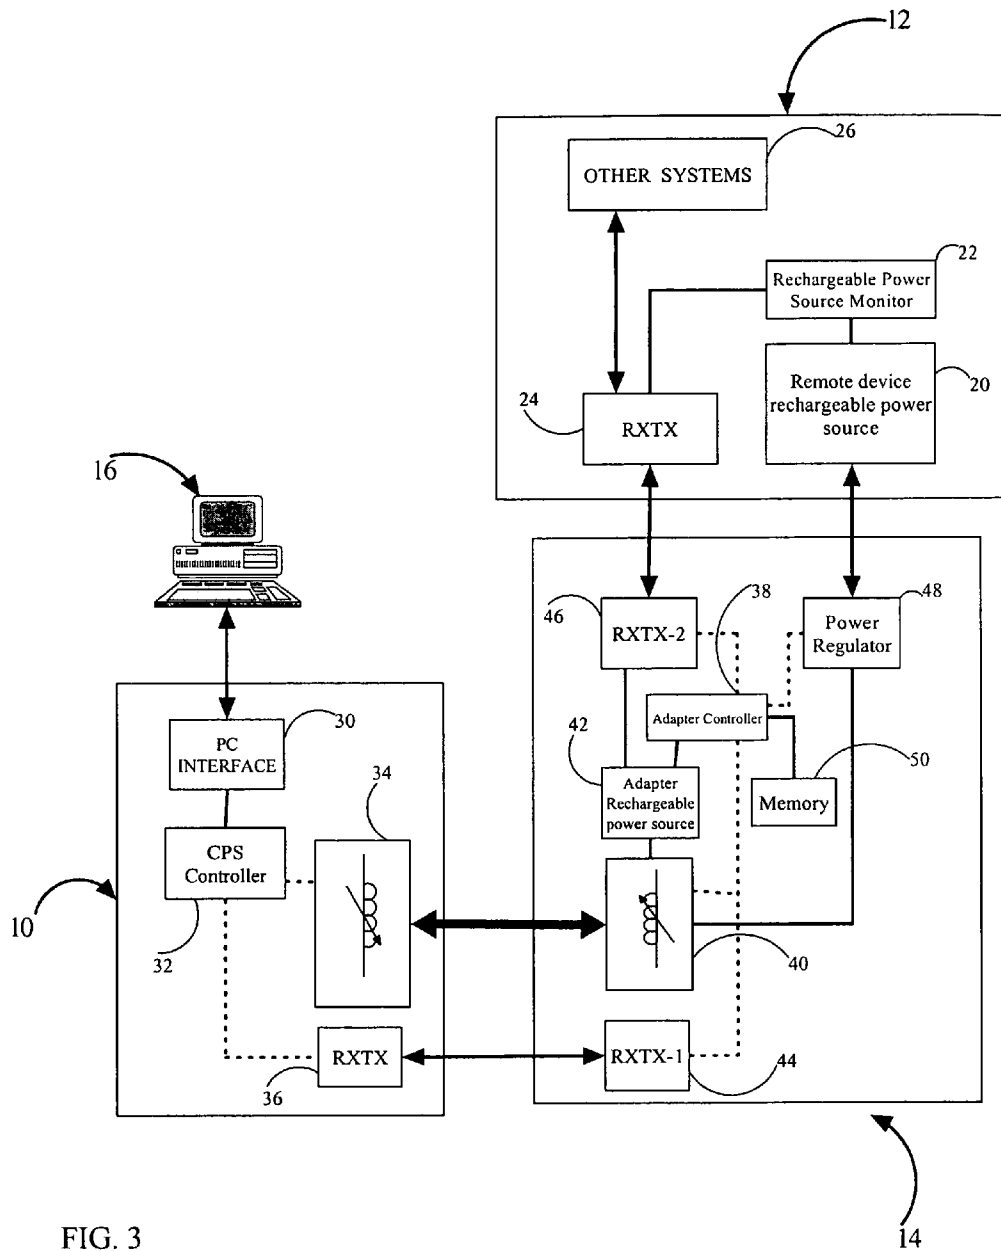 12
26
OTHER SYSTEMS
22
Rechargeable Power
Source Monitor
20
Remote device
rechargeable power
source
24
RXTX
16
38
48
46
RXTX-2
Power
Regulator
30
PC
INTERFACE
42
Adapter Controller
50
34
Adapter
Rechargeable
power source
Memory
CPS
Controller
10
32
40
RXTX
RXTX-1
36
44
FIG. 3
14